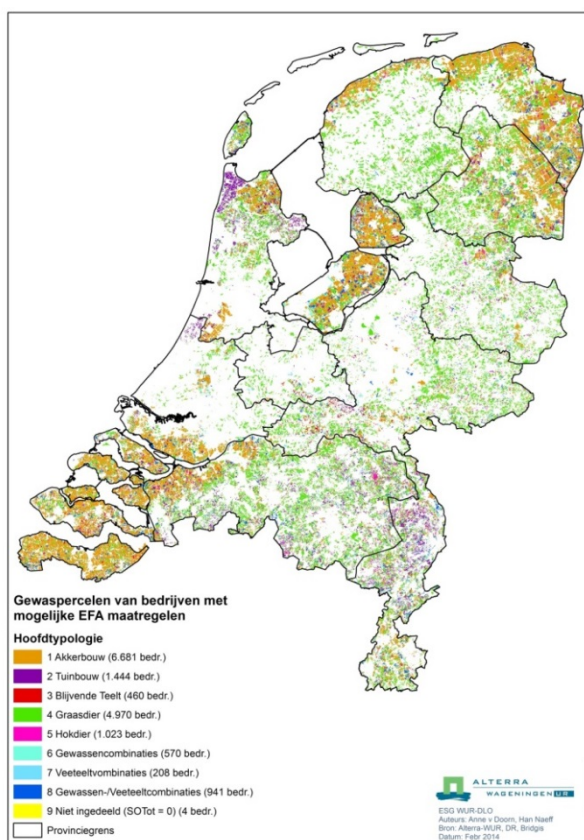 Gewaspercelen van bedrijven met
mogelijke EFA maatregelen
Hoofdtypologie
1 Akkerbouw (6.681 bedr.)
2 Tuinbouw (1.444 bedr.)
3 Blijvende Teelt (460 bedr.)
4 Graasdier (4.970 bedr.)
5 Hokdier (1.023 bedr.)
6 Gewassencombinaties (570 bedr.)
7 Veeteeltvombinaties (208 bedr.)
8 Gewassen-/Veeteeltcombinaties (941 bedr.)
9 Niet ingedeeld (SOTot = 0) (4 bedr.)
Provinciegrens
ALTERRA
WAGENINGEN UR
ESG WUR-DLO
Auteurs: Anne v Doorn, Han Naeff
Bron: Alterra-WUR, DR, Bridgis
Datum: Febr 2014